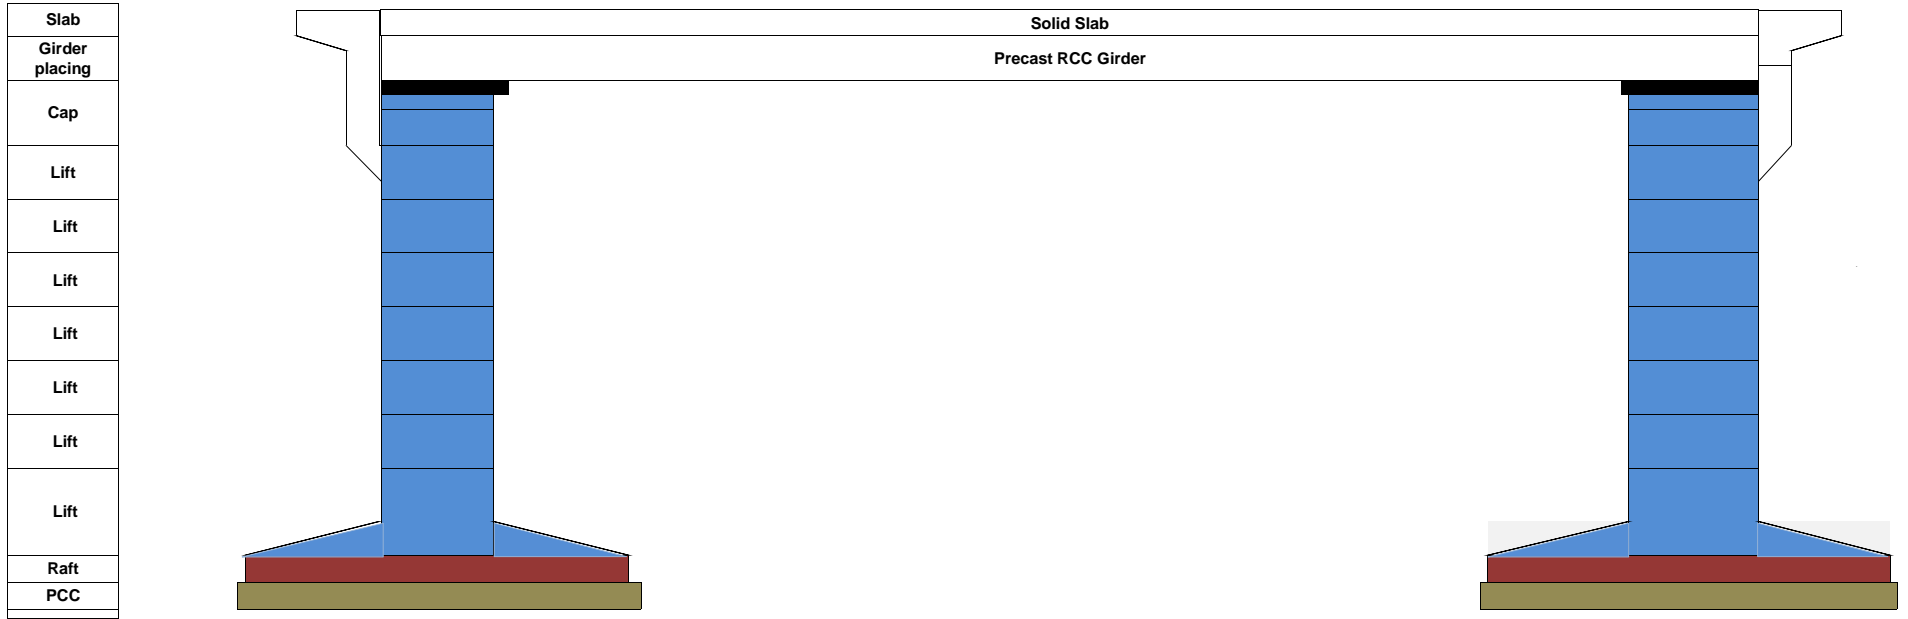 Slab
Girder
placing
Cap
Lift
Lift
Lift
Lift
Lift
Lift
Lift
Raft
PCC
Solid Slab
Precast RCC Girder